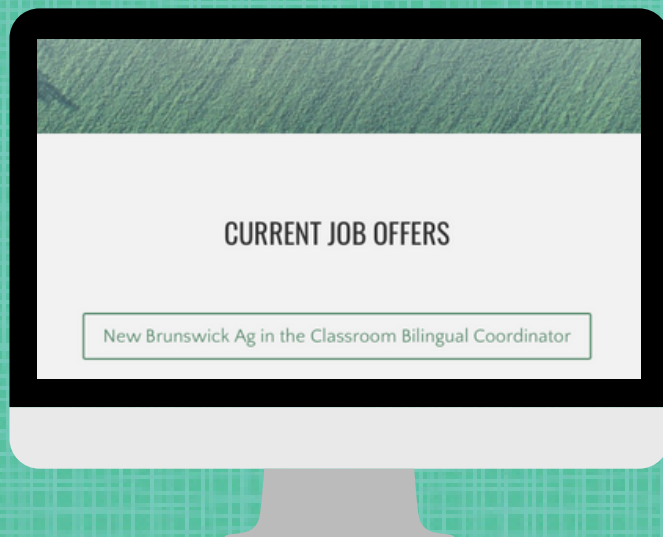 CURRENT JOB OFFERS
New Brunswick Ag in the Classroom Bilingual Coordinator